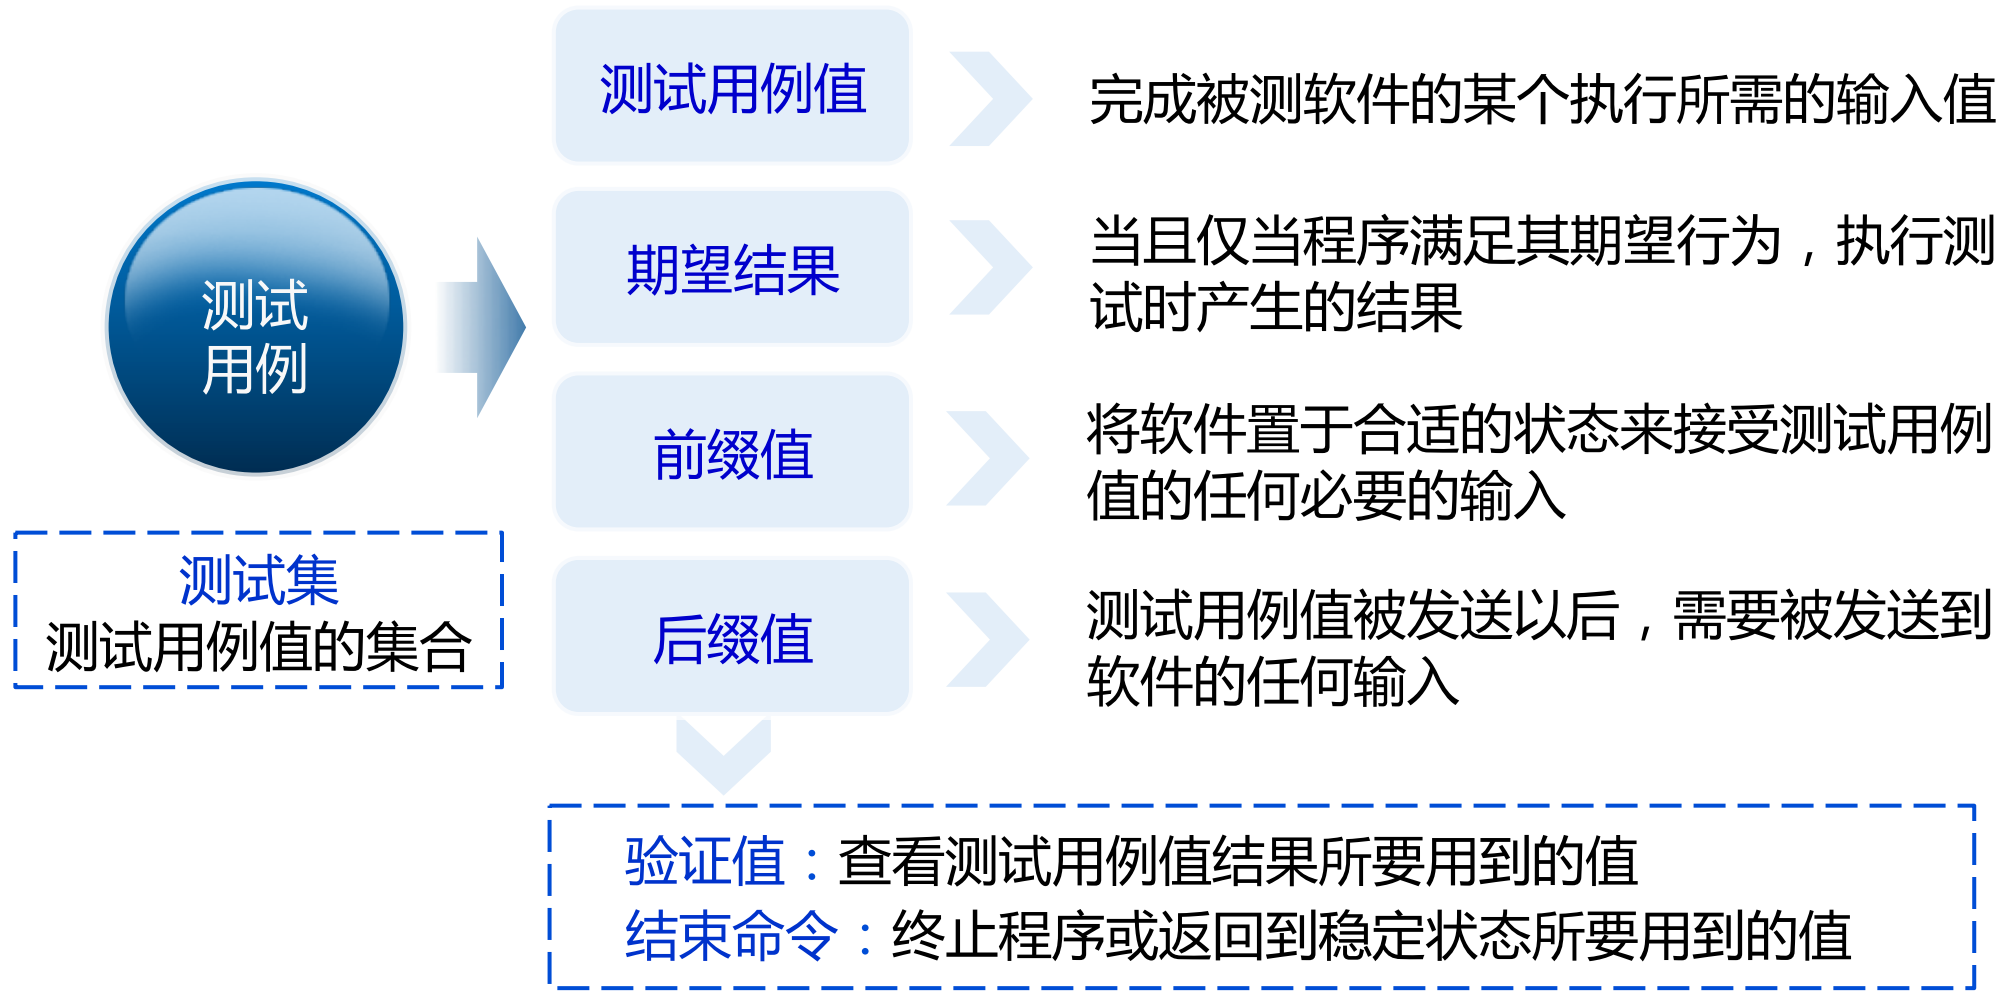 测试用例值
完成被测软件的某个执行所需的输入值
测试
用例
期望结果
当且仅当程序满足其期望行为，执行测
试时产生的结果
前缀值
将软件置于合适的状态来接受测试用例
值的任何必要的输入
测试集
测试用例值的集合
后缀值
测试用例值被发送以后，需要被发送到
软件的任何输入
验证值：查看测试用例值结果所要用到的值
结束命令：终止程序或返回到稳定状态所要用到的值